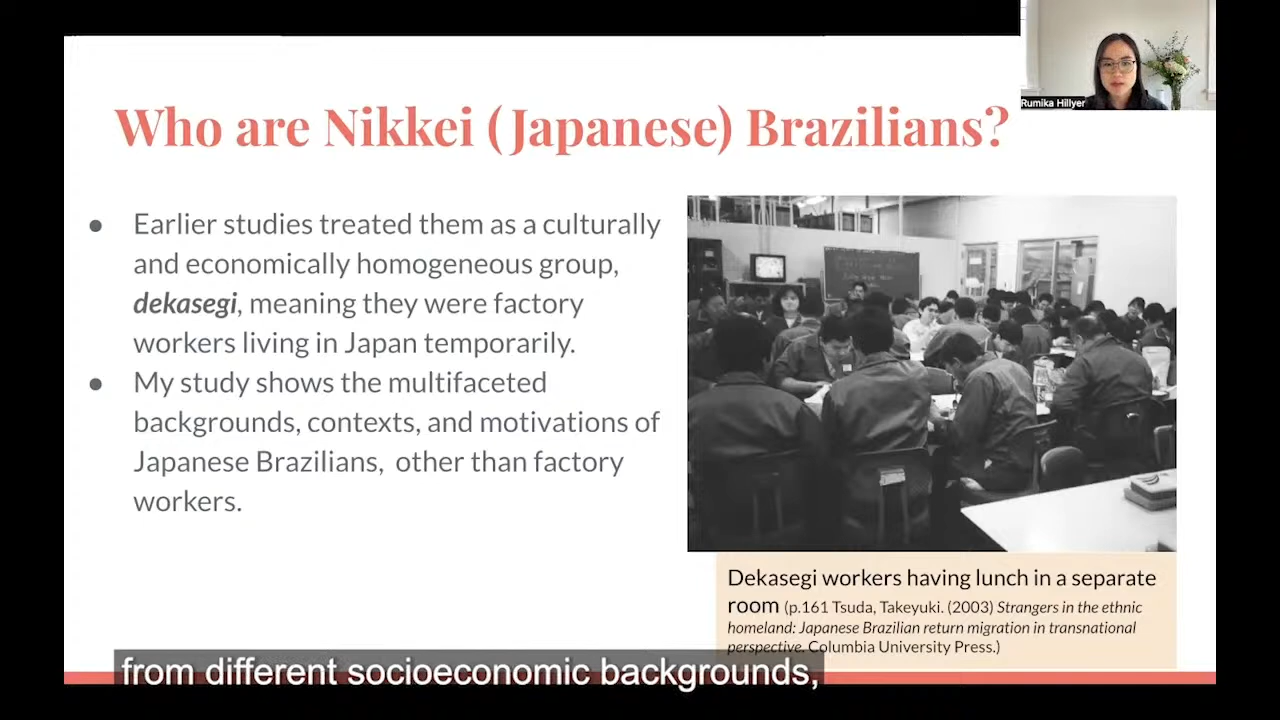 Rumika Hillyer
Who are Nikkei (Japanese) Brazilians?
● Earlier studies treated them as a culturally
and economically homogeneous group,
dekasegi, meaning they were factory
workers living in Japan temporarily.
● My study shows the multifaceted
backgrounds, contexts, and motivations of
Japanese Brazilians, other than factory
workers.
Dekasegi workers having lunch in a separate
room (p.161 Tsuda, Takeyuki. (2003) Strangers in the ethnic
homeland: Japanese Brazilian return migration in transnational
perspective. Columbia University Press.)
from different socioeconomic backgrounds,